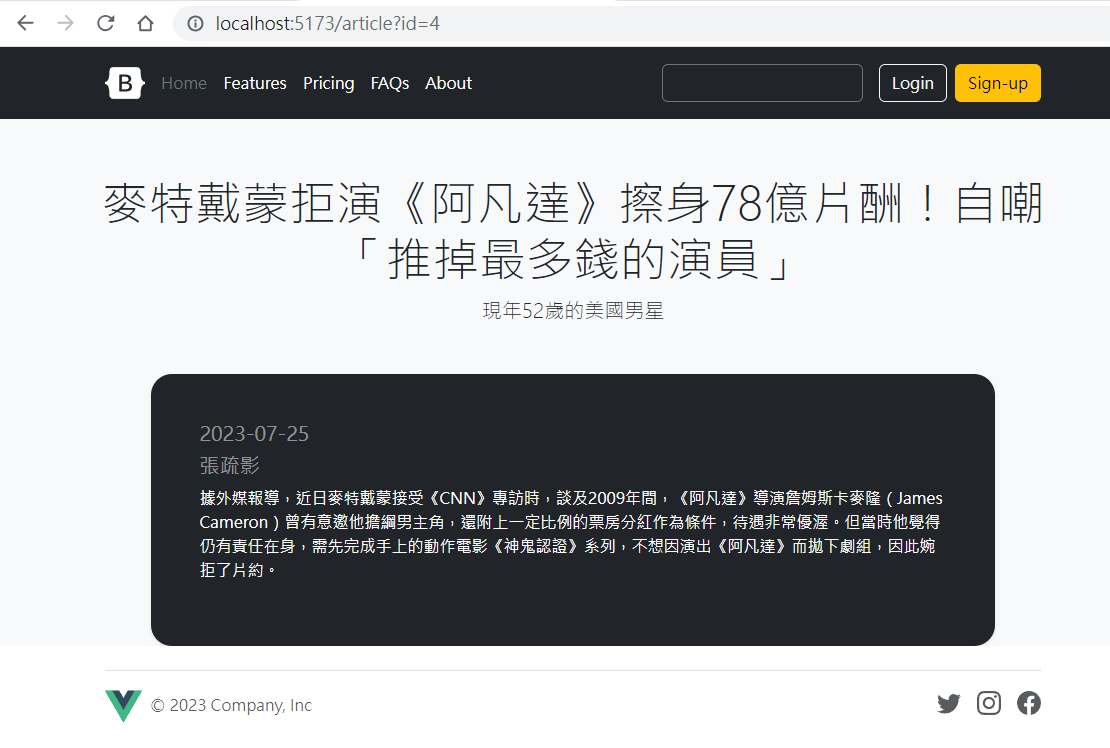 localhost:5173/article?id=4
B Home Features Pricing FAQs About Login Sign-up
麥特戴蒙拒演《阿凡達》擦身78億片酬！自嘲
「推掉最多錢的演員」
現年52歲的美國男星
2023-07-25
張疏影
據外媒報導，近日麥特戴蒙接受《CNN》專訪時，談及2009年間，《阿凡達》導演詹姆斯卡麥隆（James
Cameron）曾有意邀他擔綱男主角，還附上一定比例的票房分紅作為條件，待遇非常優渥。但當時他覺得
仍有責任在身，需先完成手上的動作電影《神鬼認證》系列，不想因演出《阿凡達》而拋下劇組，因此婉
拒了片約。
© 2023 Company, Inc